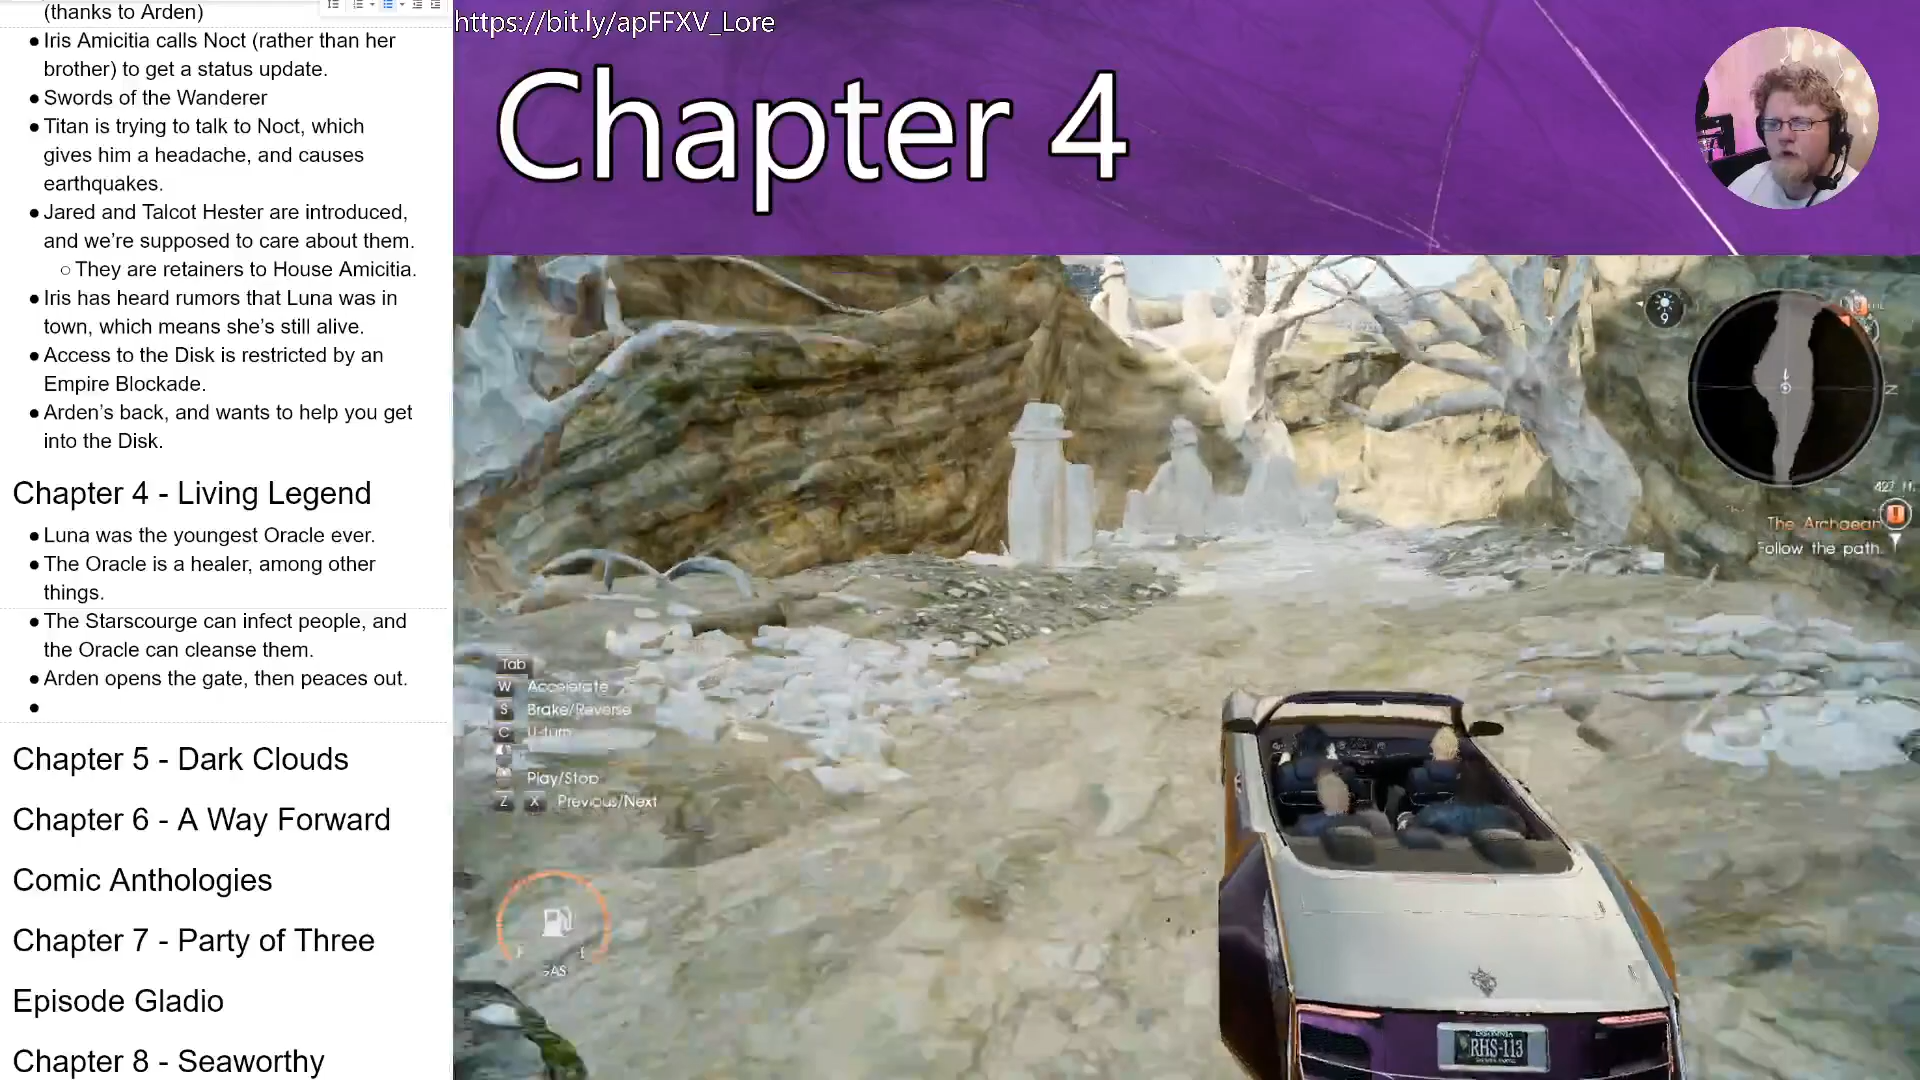 (thanks to Arden)
● Iris Amicitia calls Noct (rather than her
brother) to get a status update.
● Swords of the Wanderer
● Titan is trying to talk to Noct, which
gives him a headache, and causes
earthquakes.
● Jared and Talcot Hester are introduced,
and we're supposed to care about them.
○ They are retainers to House Amicitia.
● Iris has heard rumors that Luna was in
town, which means she's still alive.
● Access to the Disk is restricted by an
Empire Blockade.
● Arden's back, and wants to help you get
into the Disk.
Chapter 4 - Living Legend
● Luna was the youngest Oracle ever.
● The Oracle is a healer, among other
things.
● The Starscourge can infect people, and
the Oracle can cleanse them.
● Arden opens the gate, then peaces out.
●
Chapter 5 - Dark Clouds
Chapter 6 - A Way Forward
Comic Anthologies
Chapter 7 - Party of Three
Episode Gladio
Chapter 8 - Seaworthy
https://bit.ly/apFFXV_Lore
Chapter 4
9
N
427 ft.
The Archaean
Follow the path.
Tab
W Accelerate
S Brake/Reverse
C U-turn
Play/Stop
Z X Previous/Next
F E
GAS
RHS-113